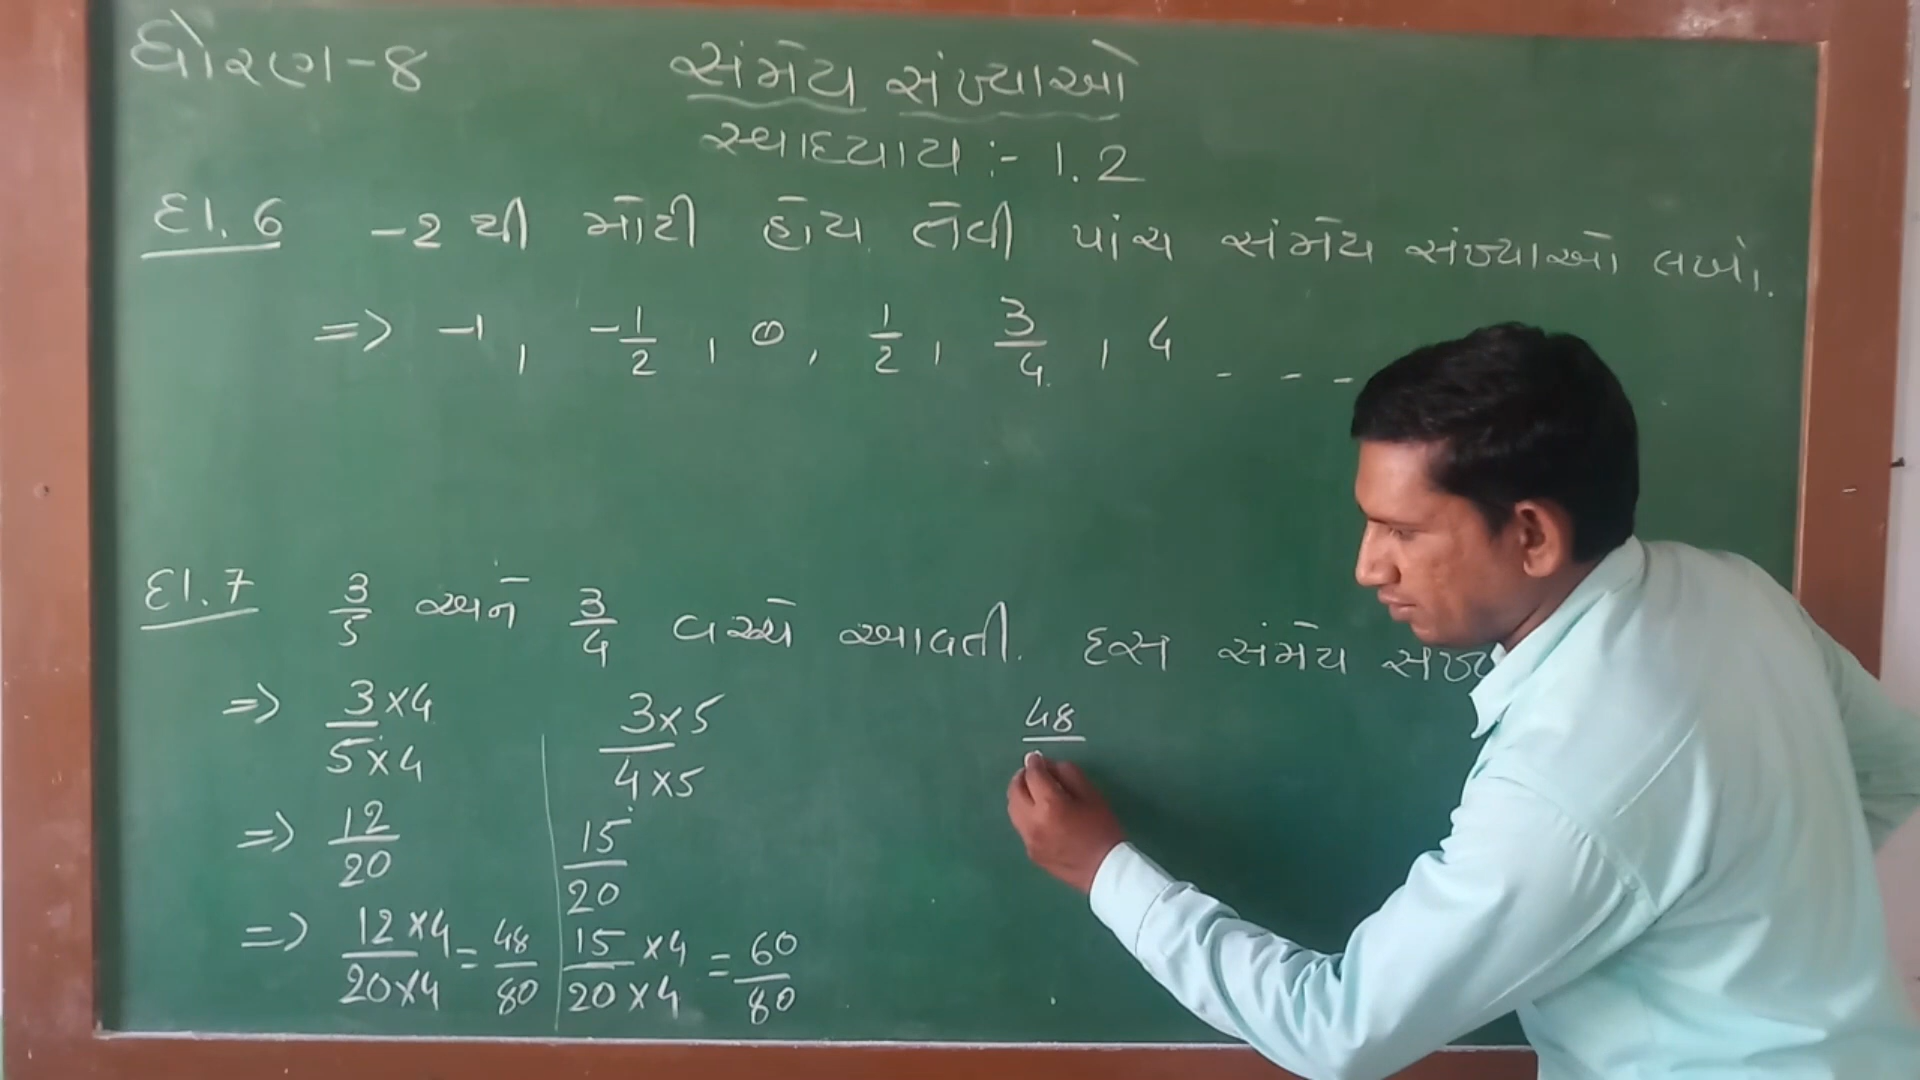 ધોરણ-૪ સંમેય સંખ્યાઓ
સ્વાધ્યાય :- 1.2
દા.6 -2 થી મોટી હોય તેવી પાંચ સંમેય સંખ્યાઓ લખો.
=> -1, -1/2, 0, 1/2, 3/4, 4 - - -
દા.7 3/5 અને 3/4 વચ્ચે આવતી. દસ સંમેય
=> 3×4/5×4 3×5/4×5 48
=> 12/20 15/20
=> 12×4/20×4 = 48/80 15×4/20×4 = 60/80